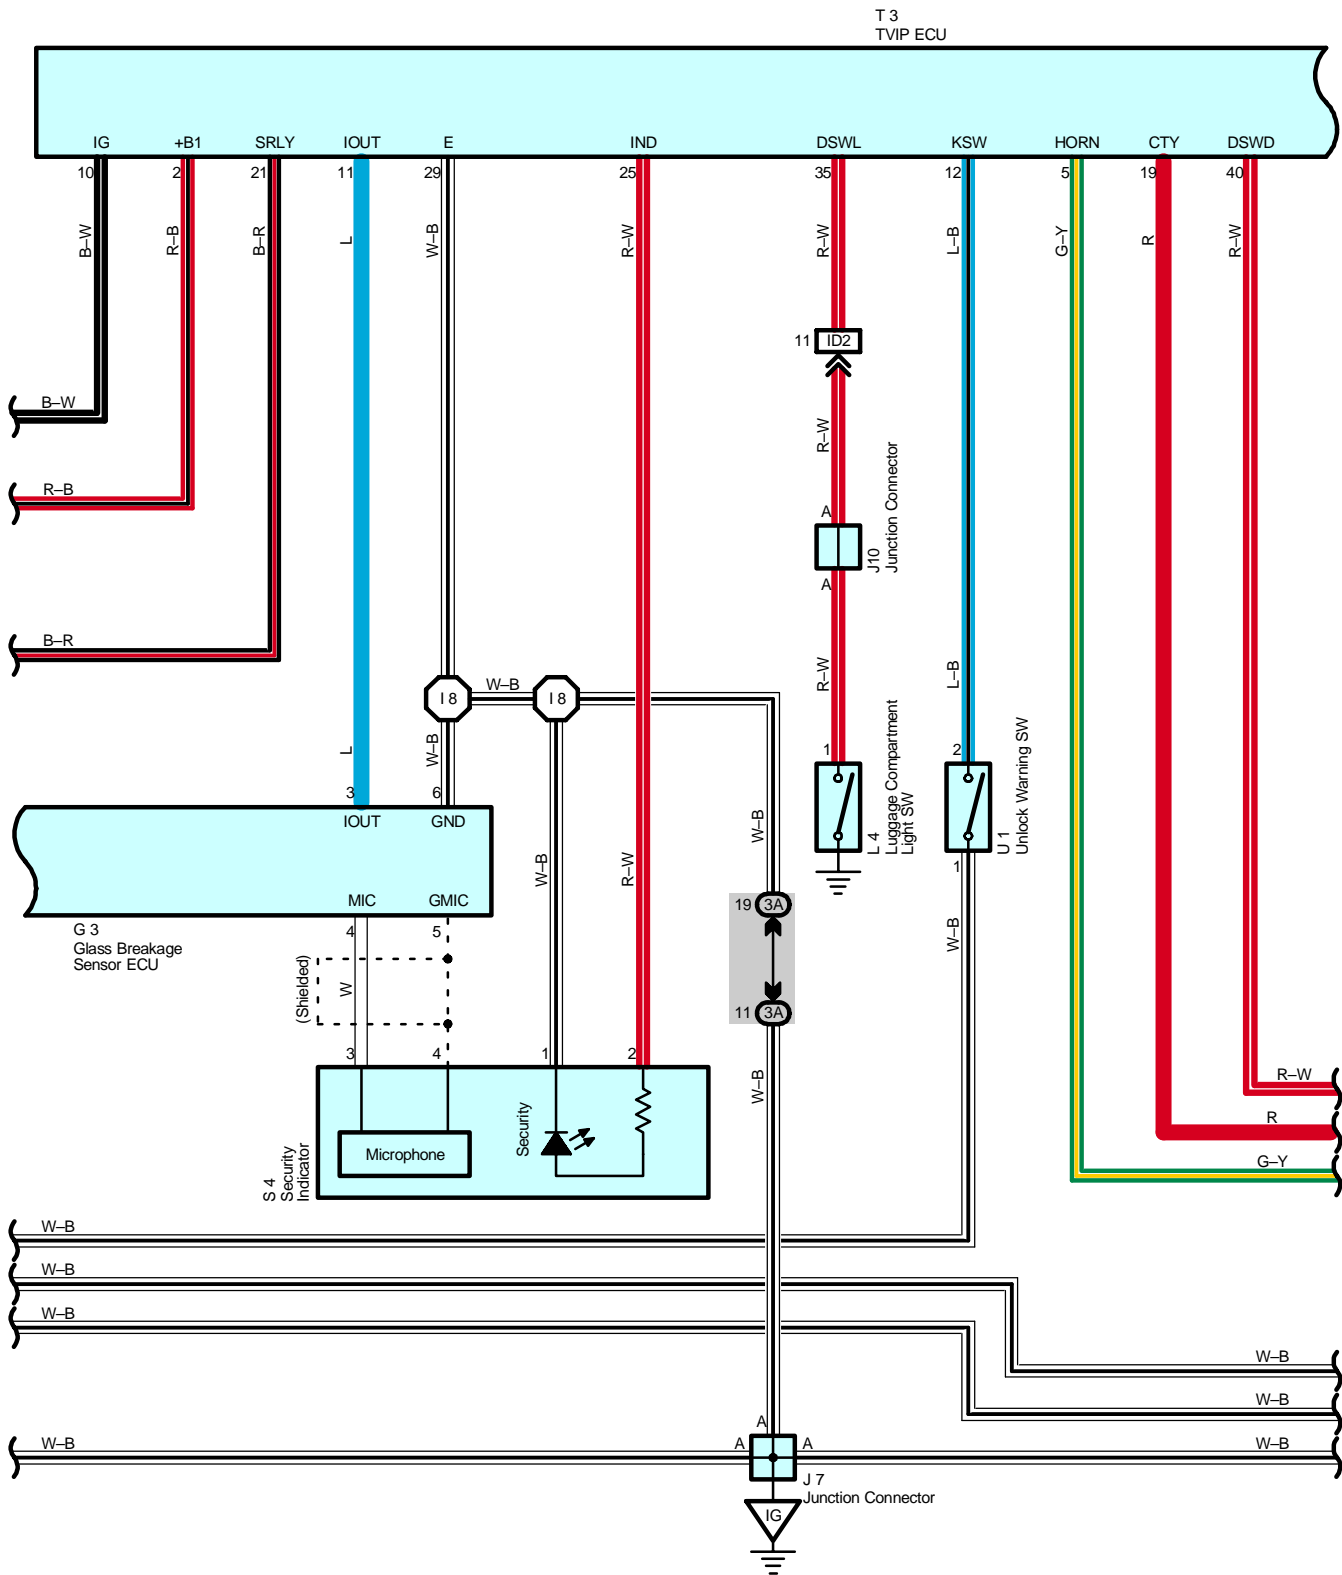 T 3
TVIP ECU
IG +B1 SRLY IOUT E IND DSWL KSW HORN CTY DSWD
10 2 21 11 29 25 35 12 5 19 40
B–W R–B B–R L W–B R–W R–W L–B G–Y R R–W
11 ID2
B–W
R–W
R–B
A
J10
Junction Connector
A
B–R
R–W L–B
I 8 W–B I 8
L W–B
1 2
3 6
IOUT GND
W–B
L 4
Luggage Compartment
Light SW
U 1
Unlock Warning SW
W–B R–W
1
MIC GMIC
19 3A
G 3
Glass Breakage
Sensor ECU
4 5
W–B
(Shielded)
W
11 3A
3 4 1 2
W–B
R–W
R
G–Y
Security
Microphone
S 4
Security
Indicator
W–B
W–B
W–B
W–B
W–B
W–B A A A W–B
J 7
Junction Connector
IG